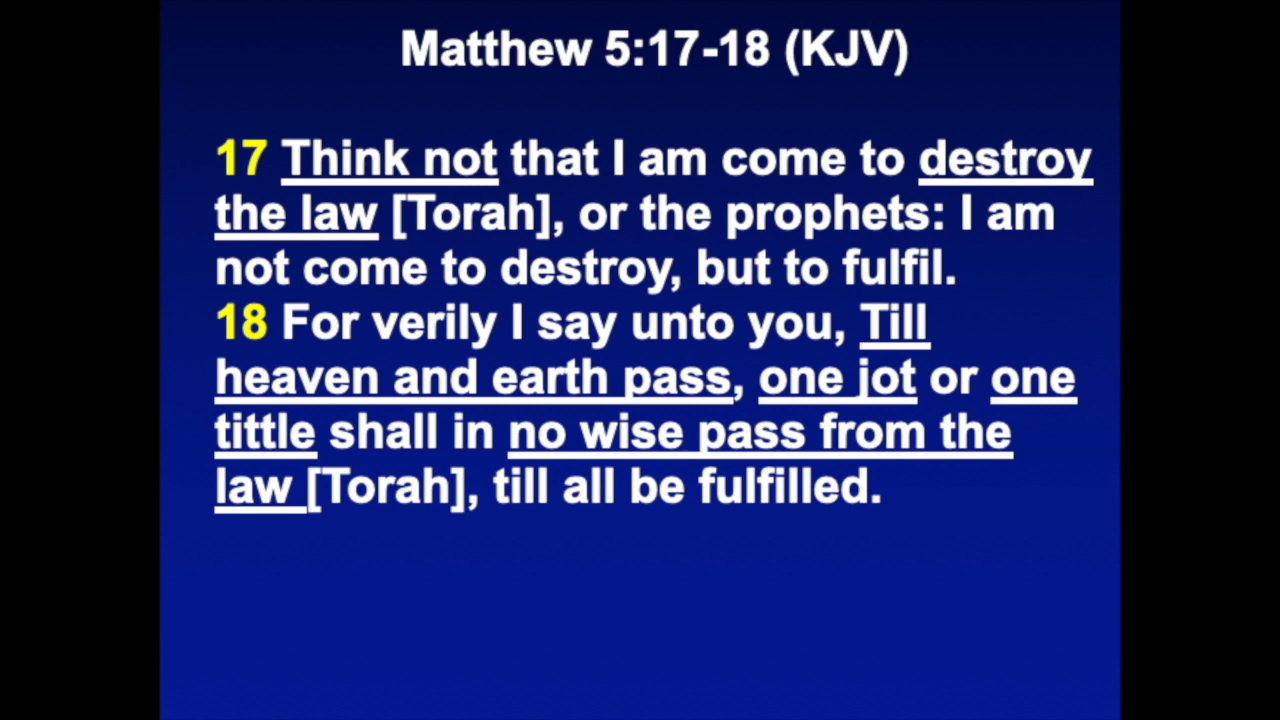 Matthew 5:17-18 (KJV)
17 Think not that I am come to destroy
the law [Torah], or the prophets: I am
not come to destroy, but to fulfil.
18 For verily I say unto you, Till
heaven and earth pass, one jot or one
tittle shall in no wise pass from the
law [Torah], till all be fulfilled.